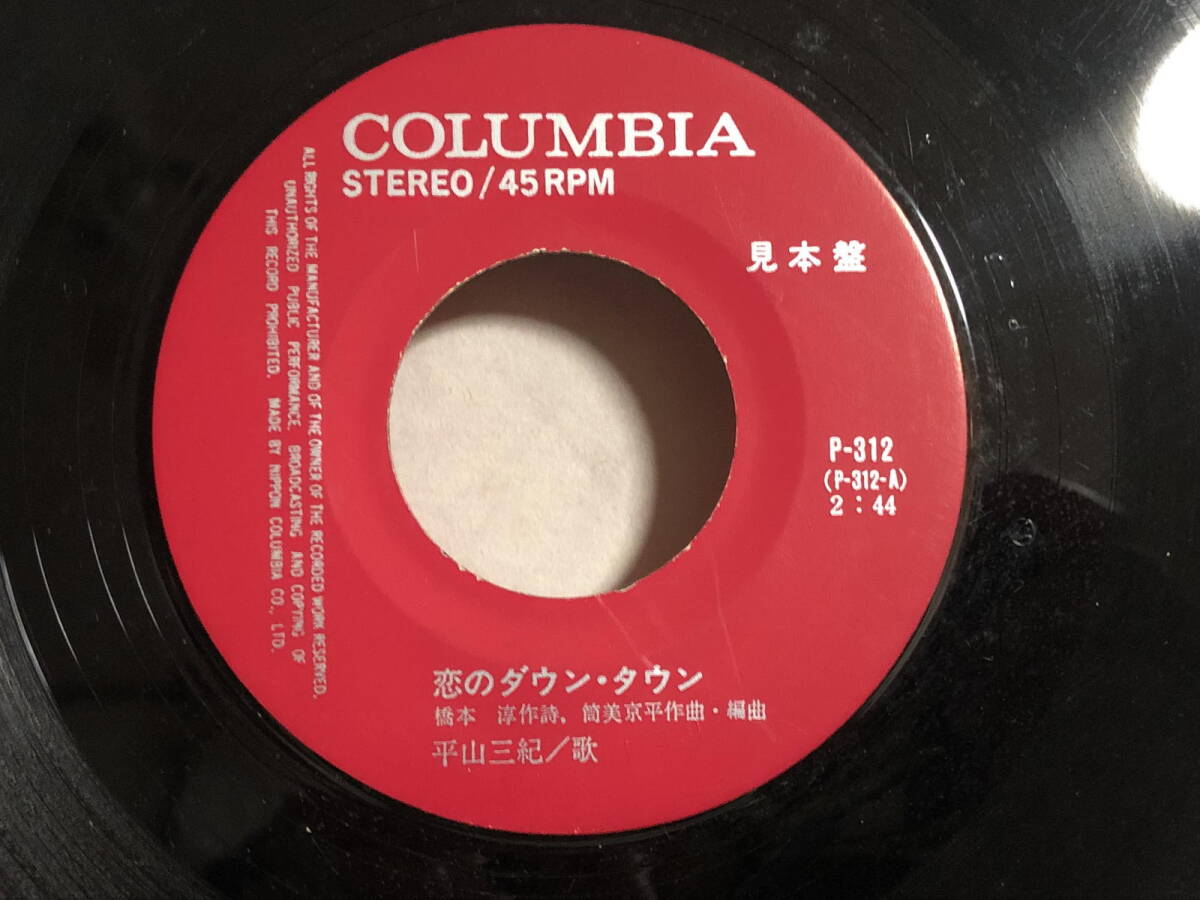 COLUMBIA
STEREO/45RPM
見本盤
P-312
(P-312-A)
2:44
恋のダウン・タウン
橋本 淳作詩, 筒美京平作曲・編曲
平山三紀/歌
ALL RIGHTS OF THE MANUFACTURER AND OF THE OWNER OF THE RECORDED WORK RESERVED.
UNAUTHORIZED PUBLIC PERFORMANCE, BROADCASTING AND COPYING OF
THIS RECORD PROHIBITED. MADE BY NIPPON COLUMBIA CO., LTD.